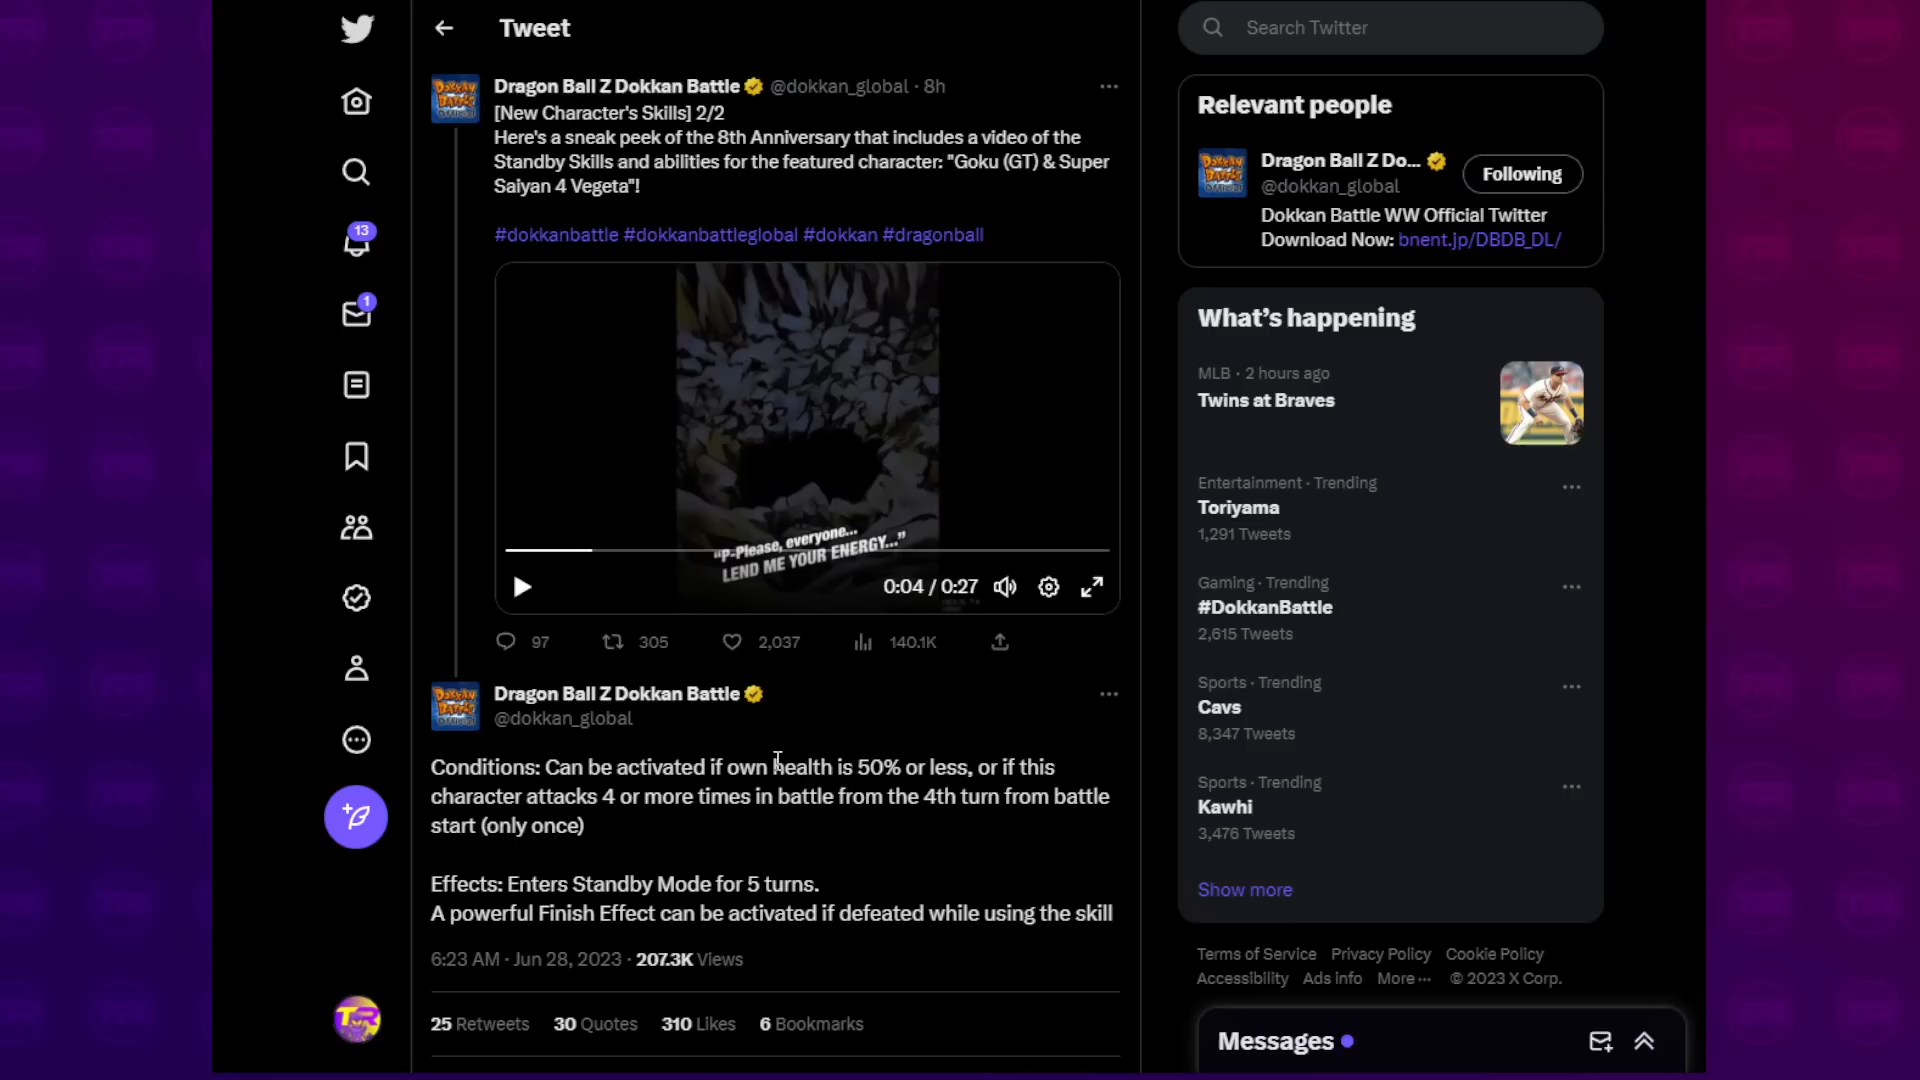 Tweet
Dragon Ball Z Dokkan Battle @dokkan_global · 8h
[New Character's Skills] 2/2
Here's a sneak peek of the 8th Anniversary that includes a video of the
Standby Skills and abilities for the featured character: "Goku (GT) & Super
Saiyan 4 Vegeta"!
#dokkanbattle #dokkanbattleglobal #dokkan #dragonball
"P-Please, everyone...
LEND ME YOUR ENERGY..."
0:04 / 0:27
97 305 2,037 140.1K
Dragon Ball Z Dokkan Battle
@dokkan_global
Conditions: Can be activated if own health is 50% or less, or if this
character attacks 4 or more times in battle from the 4th turn from battle
start (only once)
Effects: Enters Standby Mode for 5 turns.
A powerful Finish Effect can be activated if defeated while using the skill
6:23 AM · Jun 28, 2023 · 207.3K Views
25 Retweets 30 Quotes 310 Likes 6 Bookmarks
13
1
TR
Search Twitter
Relevant people
Dragon Ball Z Do...
@dokkan_global
Following
Dokkan Battle WW Official Twitter
Download Now: bnent.jp/DBDB_DL/
What's happening
MLB · 2 hours ago
Twins at Braves
Entertainment · Trending
Toriyama
1,291 Tweets
Gaming · Trending
#DokkanBattle
2,615 Tweets
Sports · Trending
Cavs
8,347 Tweets
Sports · Trending
Kawhi
3,476 Tweets
Show more
Terms of Service Privacy Policy Cookie Policy
Accessibility Ads info More ··· © 2023 X Corp.
Messages